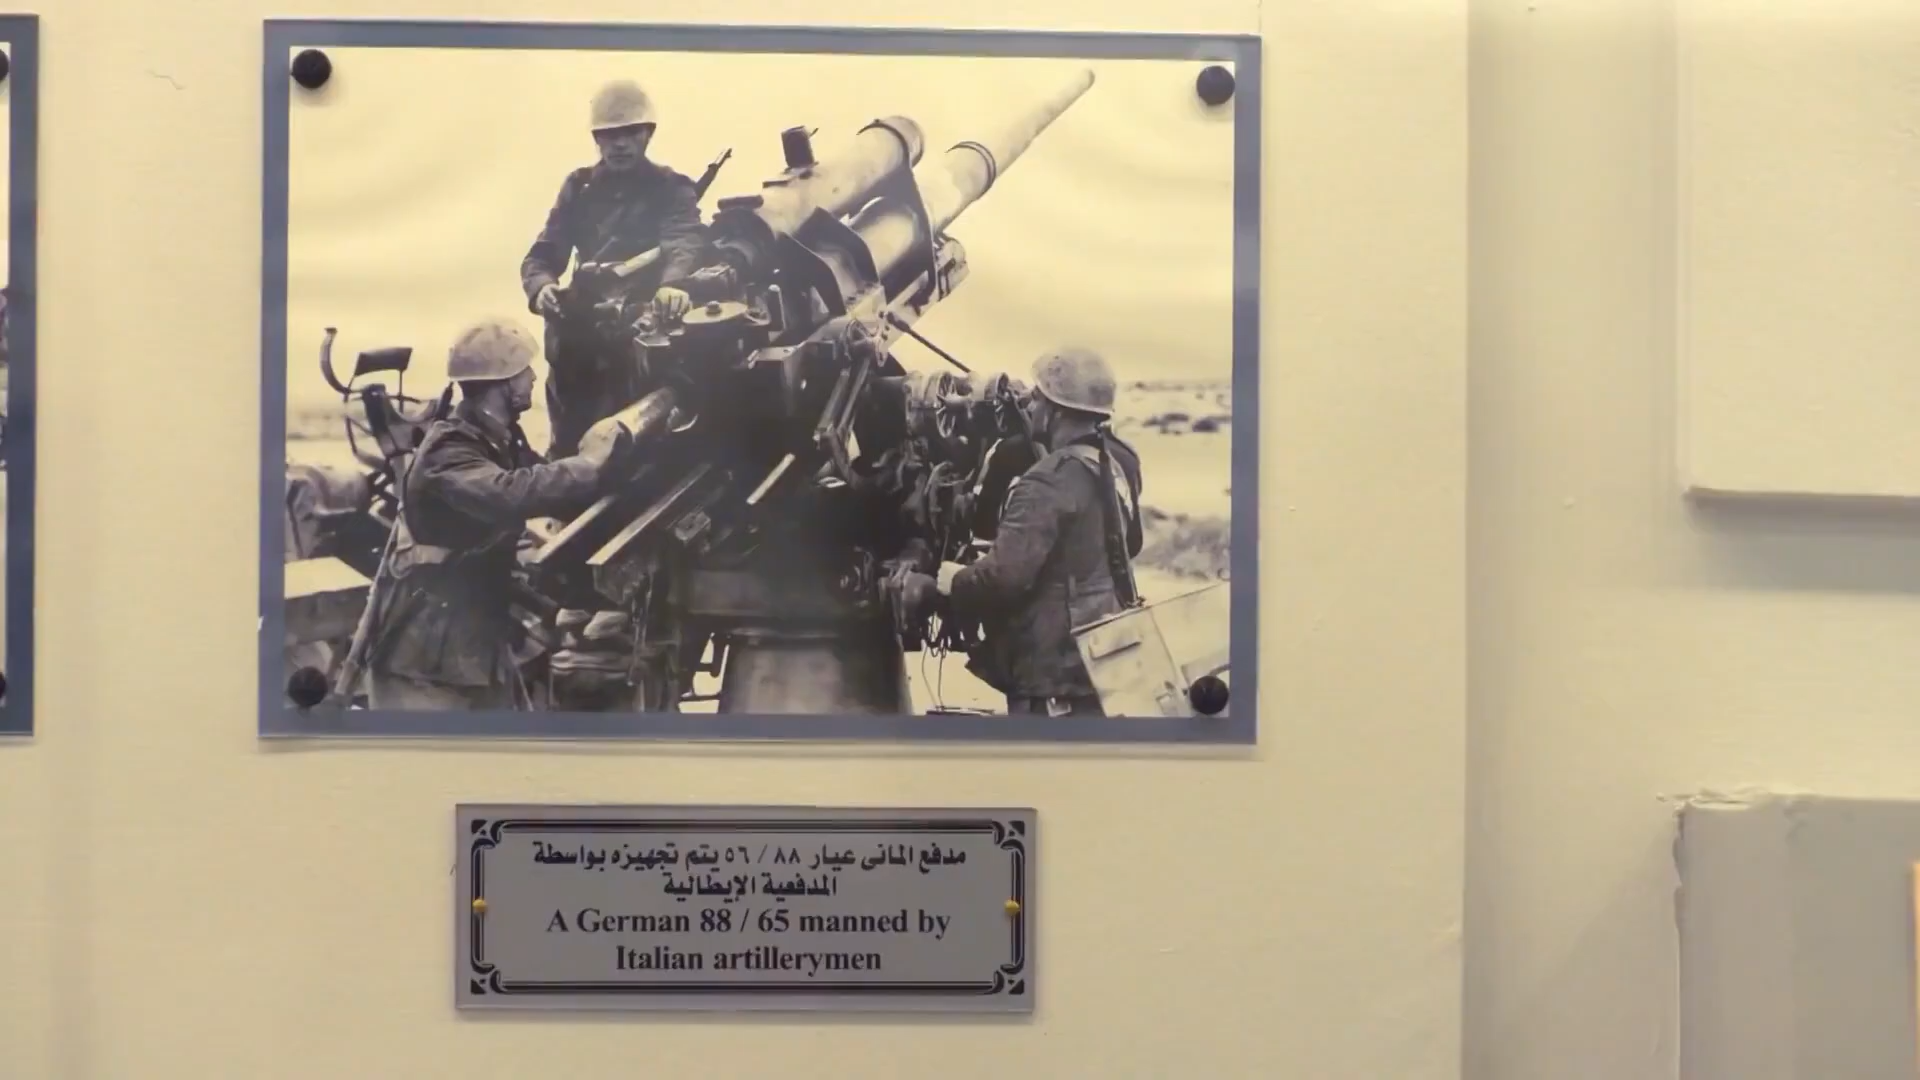 مدفع المانى عيار ٨٨ / ٥٦ يتم تجهيزه بواسطة
المدفعية الإيطالية
A German 88 / 65 manned by
Italian artillerymen